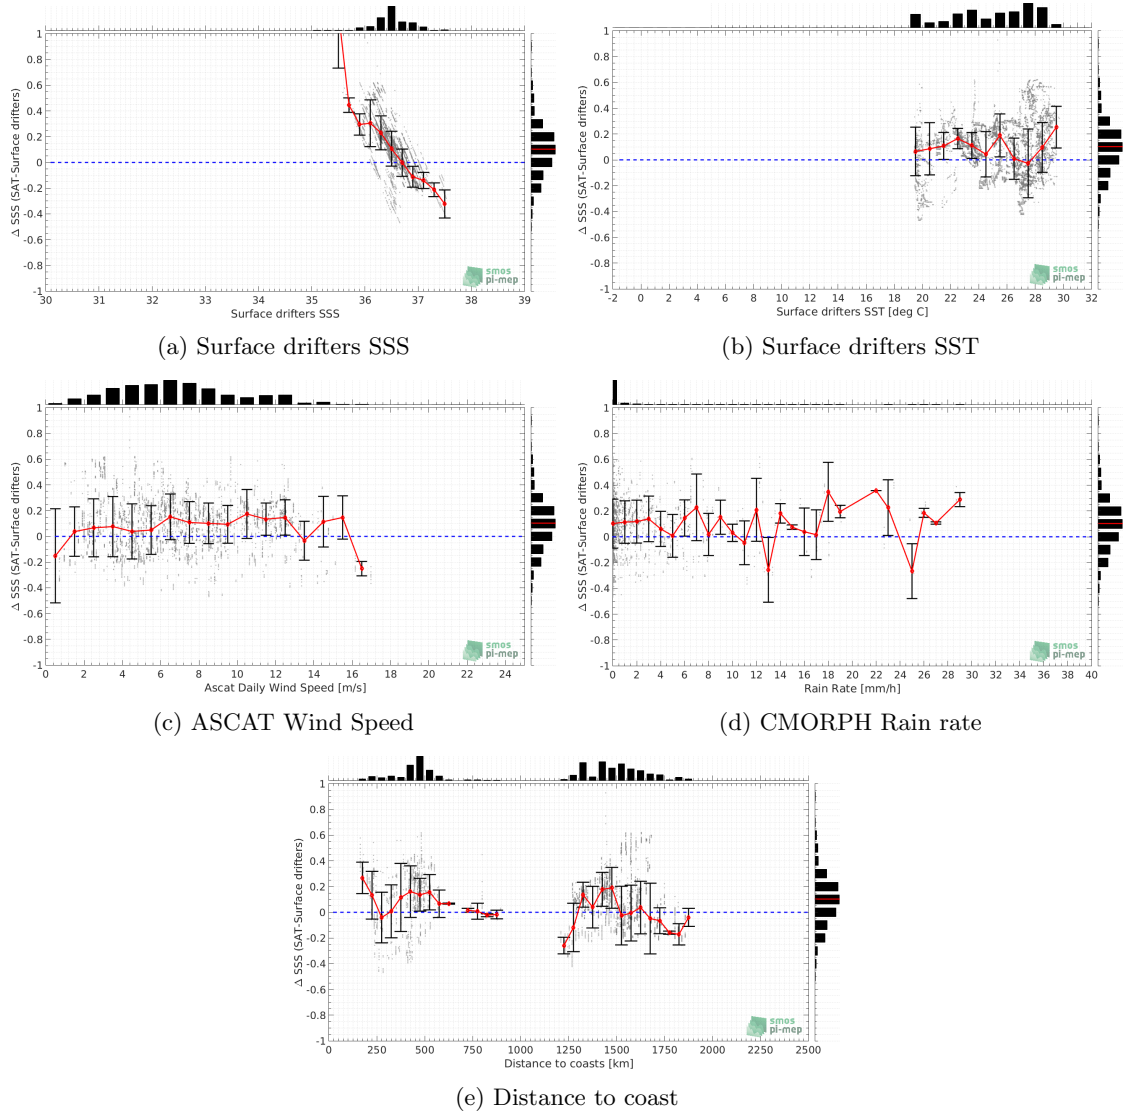 1
0.8
0.6
0.4
0.2
0
-0.2
-0.4
-0.6
-0.8
-1
Δ SSS (SAT-Surface drifters)
30 31 32 33 34 35 36 37 38 39
Surface drifters SSS
smos
pi-mep
(a) Surface drifters SSS
1
0.8
0.6
0.4
0.2
0
0.2
0.4
0.6
0.8
-1
Δ SSS (SAT-Surface drifters)
-2 0 2 4 6 8 10 12 14 16 18 20 22 24 26 28 30 32
Surface drifters SST [deg C]
smos
pi-mep
(b) Surface drifters SST
1
0.8
0.6
0.4
0.2
0
-0.2
-0.4
-0.6
-0.8
-1
Δ SSS (SAT-Surface drifters)
0 2 4 6 8 10 12 14 16 18 20 22 24
Ascat Daily Wind Speed [m/s]
smos
pi-mep
(c) ASCAT Wind Speed
1
0.8
0.6
0.4
0.2
0
-0.2
-0.4
-0.6
-0.8
-1
Δ SSS (SAT-Surface drifters)
0 2 4 6 8 10 12 14 16 18 20 22 24 26 28 30 32 34 36 38 40
Rain Rate [mm/h]
smos
pi-mep
(d) CMORPH Rain rate
1
0.8
0.6
0.4
0.2
0
-0.2
-0.4
-0.6
-0.8
-1
Δ SSS (SAT-Surface drifters)
0 250 500 750 1000 1250 1500 1750 2000 2250 2500
Distance to coasts [km]
smos
pi-mep
(e) Distance to coast